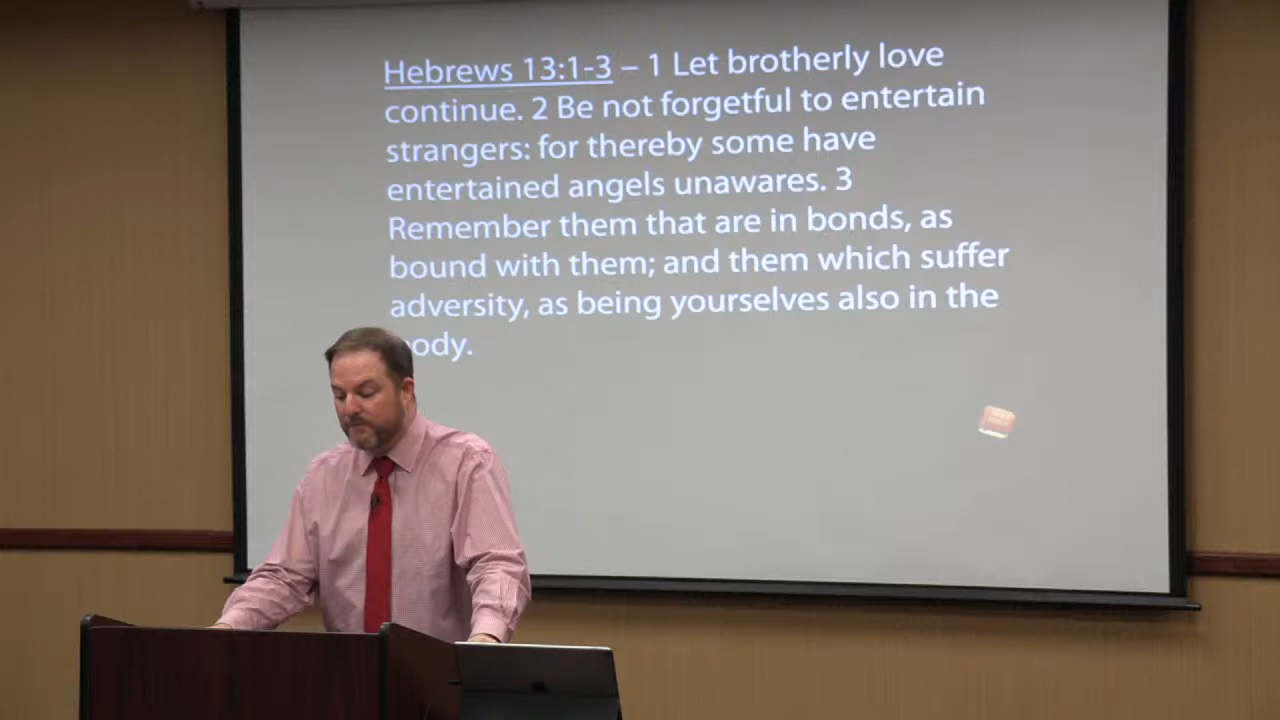 Hebrews 13:1-3 – 1 Let brotherly love
continue. 2 Be not forgetful to entertain
strangers: for thereby some have
entertained angels unawares. 3
Remember them that are in bonds, as
bound with them; and them which suffer
adversity, as being yourselves also in the
ody.